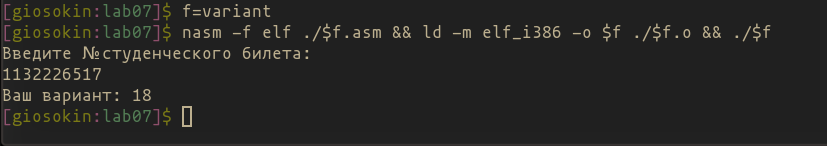 [giosokin:lab07]$ f=variant
[giosokin:lab07]$ nasm -f elf ./$f.asm && ld -m elf_i386 -o $f ./$f.o && ./$f
Введите №студенческого билета:
1132226517
Ваш вариант: 18
[giosokin:lab07]$